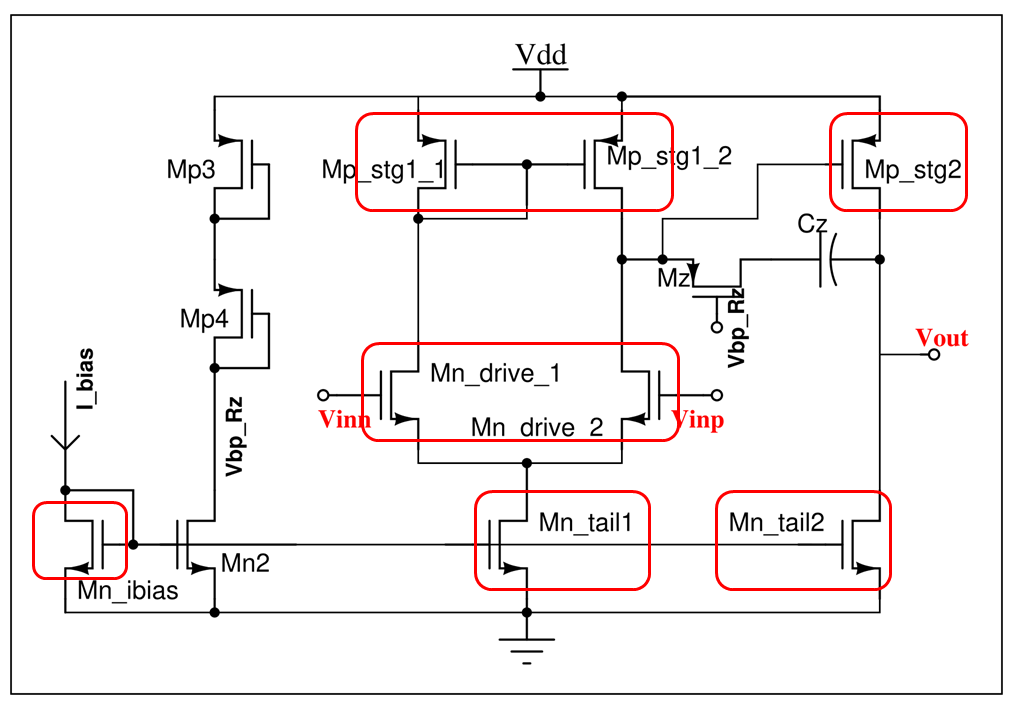 Vdd
Mp3
Mp_stg1_1
Mp_stg1_2
Mp_stg2
Cz
Mz
Vbp_Rz
Mp4
Vout
I_bias
Mn_drive_1
Vinn
Mn_drive_2
Vinp
Vbp_Rz
Mn_tail1
Mn_tail2
Mn2
Mn_ibias